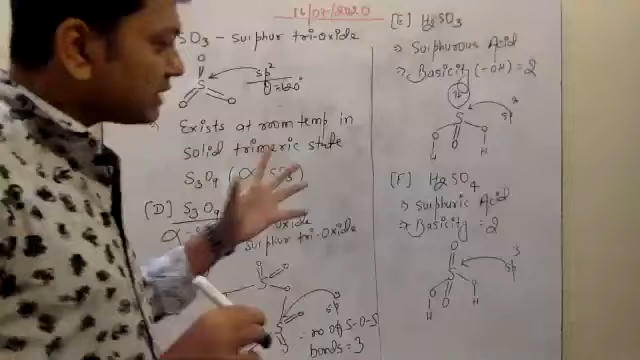 16/07/2020
SO3 - sulphur tri-oxide
O
S
O O
sp2
θ=120°
Exists at room temp in
solid trimeric state
S3O9 (α SO3)
[D] S3O9
α-
sulphur tri-oxide
O
S
O
sp3
no of S-O-S
bonds = 3
[E] H2SO3
⇒ Sulphurous Acid
⇒ Basicity (-OH) = 2
S
O
O
H
sp3
[F] H2SO4
⇒ Sulphuric Acid
⇒ Basicity = 2
O
S
O
O
H
H
sp3